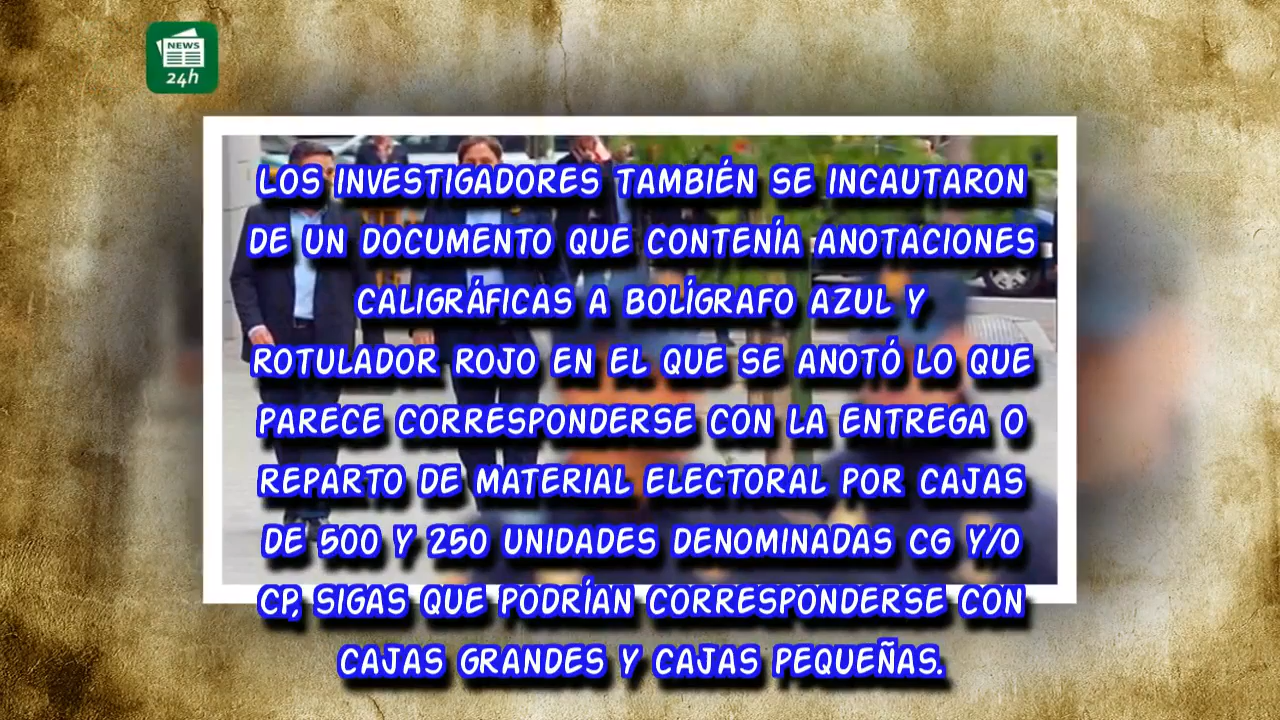 NEWS
24h
LOS INVESTIGADORES TAMBIÉN SE INCAUTARON
DE UN DOCUMENTO QUE CONTENÍA ANOTACIONES
CALIGRÁFICAS A BOLÍGRAFO AZUL Y
ROTULADOR ROJO EN EL QUE SE ANOTÓ LO QUE
PARECE CORRESPONDERSE CON LA ENTREGA O
REPARTO DE MATERIAL ELECTORAL POR CAJAS
DE 500 Y 250 UNIDADES DENOMINADAS CG Y/O
CP, SIGAS QUE PODRÍAN CORRESPONDERSE CON
CAJAS GRANDES Y CAJAS PEQUEÑAS.